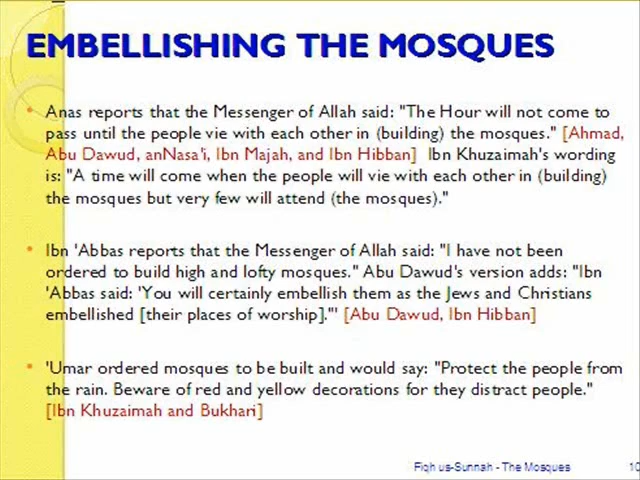 EMBELLISHING THE MOSQUES
• Anas reports that the Messenger of Allah said: "The Hour will not come to
pass until the people vie with each other in (building) the mosques." [Ahmad,
Abu Dawud, anNasa'i, Ibn Majah, and Ibn Hibban] Ibn Khuzaimah's wording
is: "A time will come when the people will vie with each other in (building)
the mosques but very few will attend (the mosques)."
• Ibn 'Abbas reports that the Messenger of Allah said: "I have not been
ordered to build high and lofty mosques." Abu Dawud's version adds: "Ibn
'Abbas said: 'You will certainly embellish them as the Jews and Christians
embellished [their places of worship].'" [Abu Dawud, Ibn Hibban]
• 'Umar ordered mosques to be built and would say: "Protect the people from
the rain. Beware of red and yellow decorations for they distract people."
[Ibn Khuzaimah and Bukhari]
Fiqh us-Sunnah - The Mosques 10